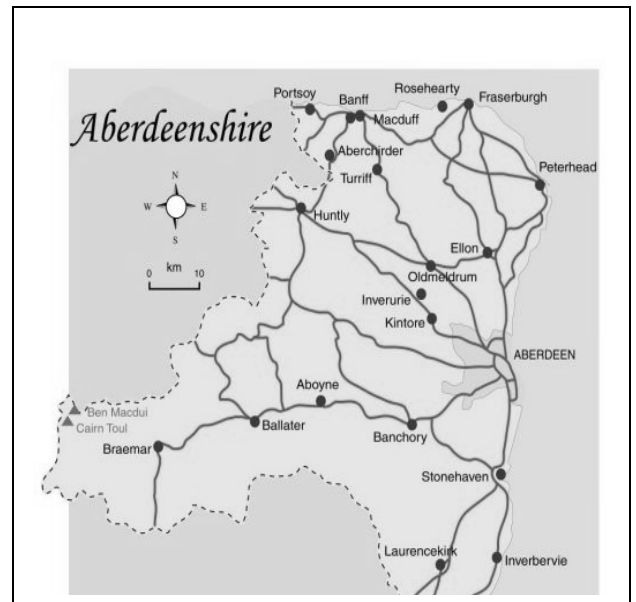 Aberdeenshire
Portsoy
Banff
Macduff
Rosehearty
Fraserburgh
Aberchirder
Turriff
Peterhead
N
W E
S
Huntly
Ellon
km
0 10
Oldmeldrum
Inverurie
Kintore
ABERDEEN
Aboyne
Ben Macdui
Cairn Toul
Braemar
Ballater
Banchory
Stonehaven
Laurencekirk
Inverbervie